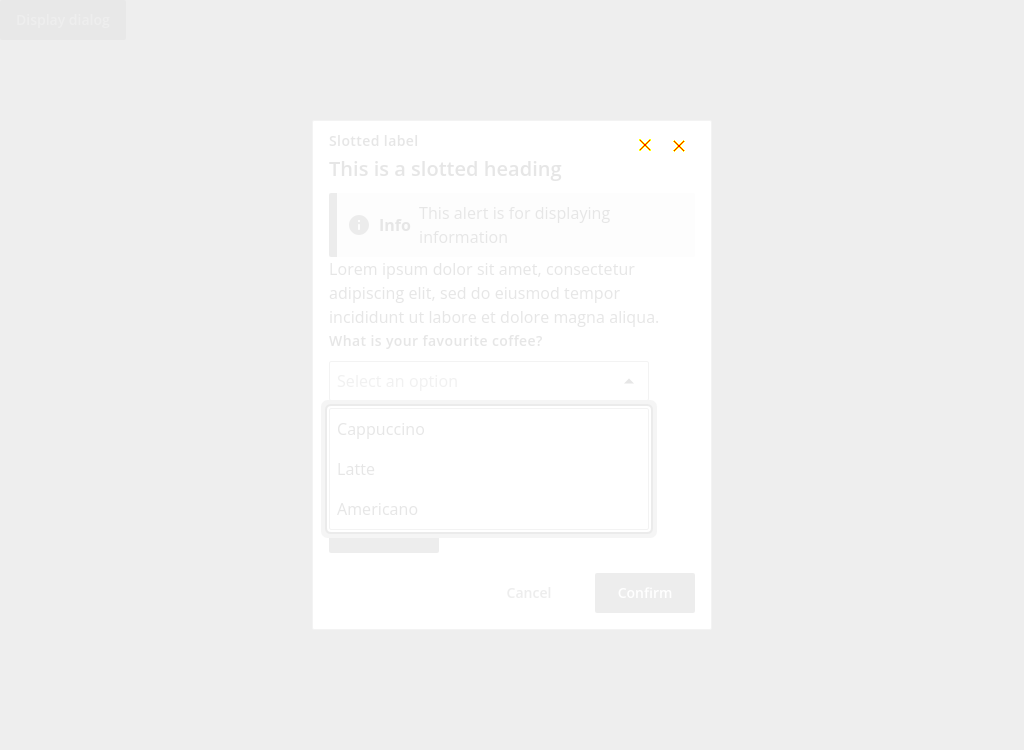 Display dialog
Slotted label
This is a slotted heading
Info
This alert is for displaying
information
Lorem ipsum dolor sit amet, consectetur
adipiscing elit, sed do eiusmod tempor
incididunt ut labore et dolore magna aliqua.
What is your favourite coffee?
Select an option
Cappuccino
Latte
Americano
Cancel
Confirm